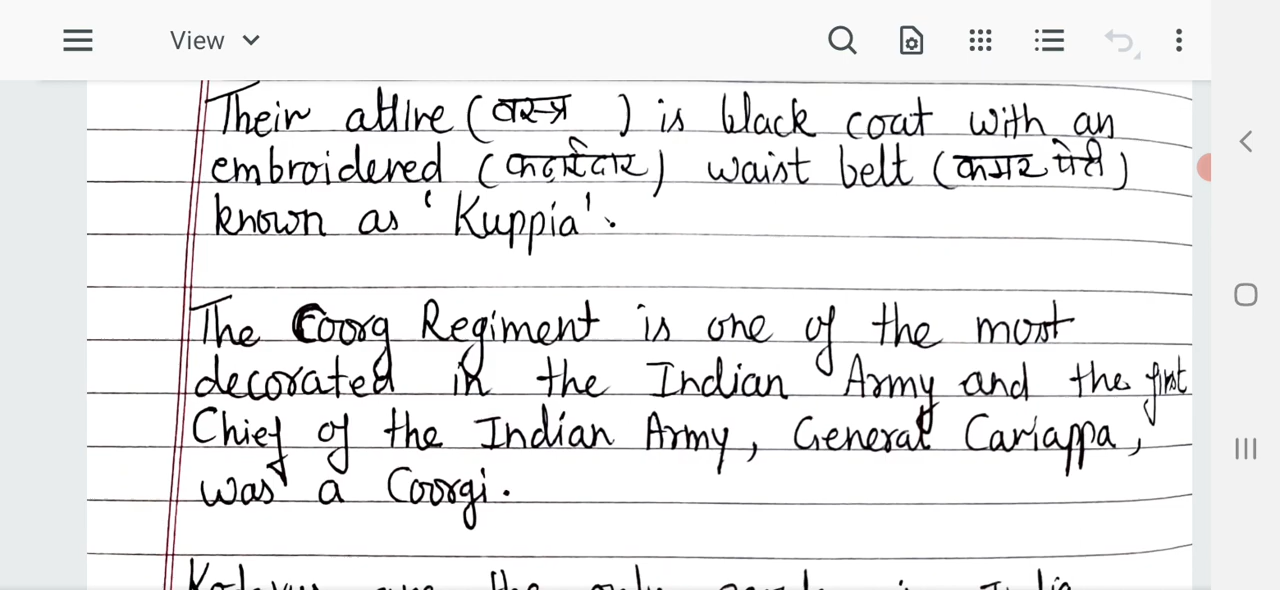 View
Their attire (वस्त्र ) is black coat with an
embroidered (कढ़ाईदार) waist belt (कमर पेटी)
known as 'Kuppia'.
The Coorg Regiment is one of the most
decorated in the Indian Army and the first
Chief of the Indian Army, General Cariappa,
was a Coorgi.